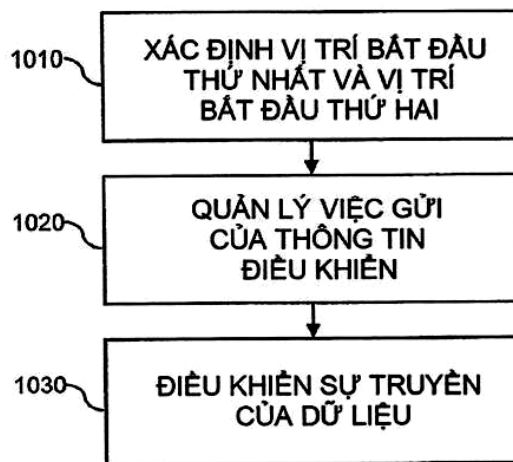 1010
XÁC ĐỊNH VỊ TRÍ BẮT ĐẦU
THỨ NHẤT VÀ VỊ TRÍ
BẮT ĐẦU THỨ HAI
1020
QUẢN LÝ VIỆC GỬI
CỦA THÔNG TIN
ĐIỀU KHIỂN
1030
ĐIỀU KHIỂN SỰ TRUYỀN
CỦA DỮ LIỆU